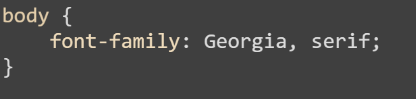 body {
    font-family: Georgia, serif;
}